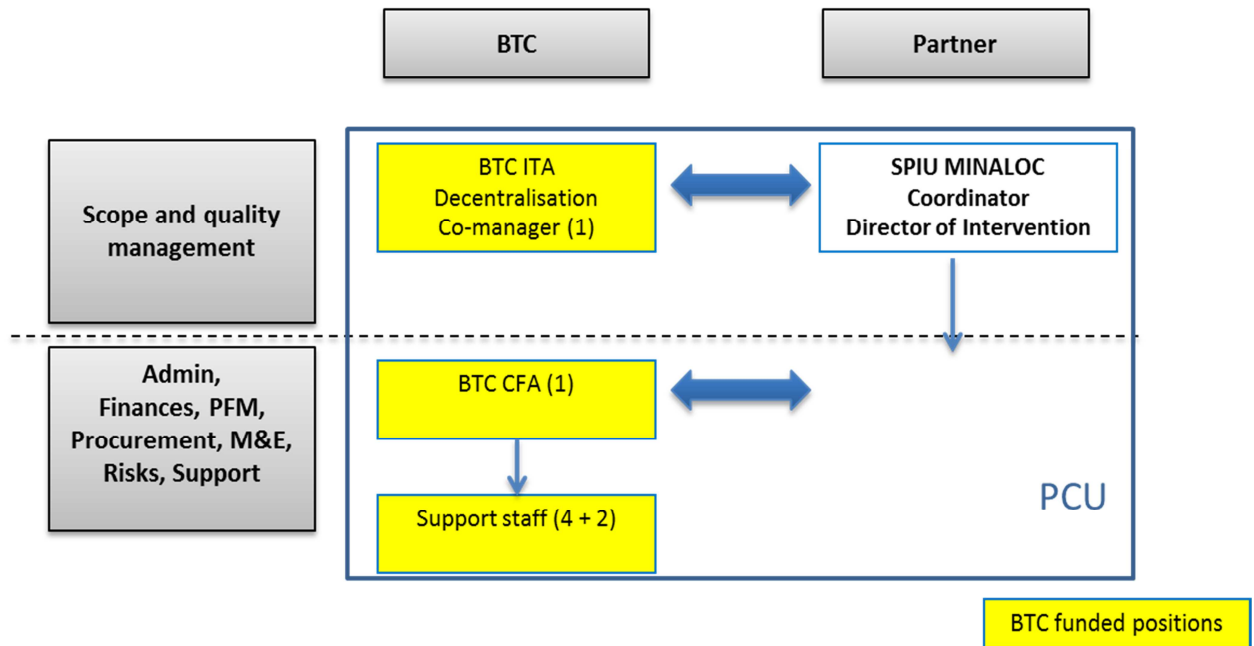 BTC
Partner
Scope and quality
management
BTC ITA
Decentralisation
Co-manager (1)
SPIU MINALOC
Coordinator
Director of Intervention
Admin,
Finances, PFM,
Procurement, M&E,
Risks, Support
BTC CFA (1)
Support staff (4 + 2)
PCU
BTC funded positions